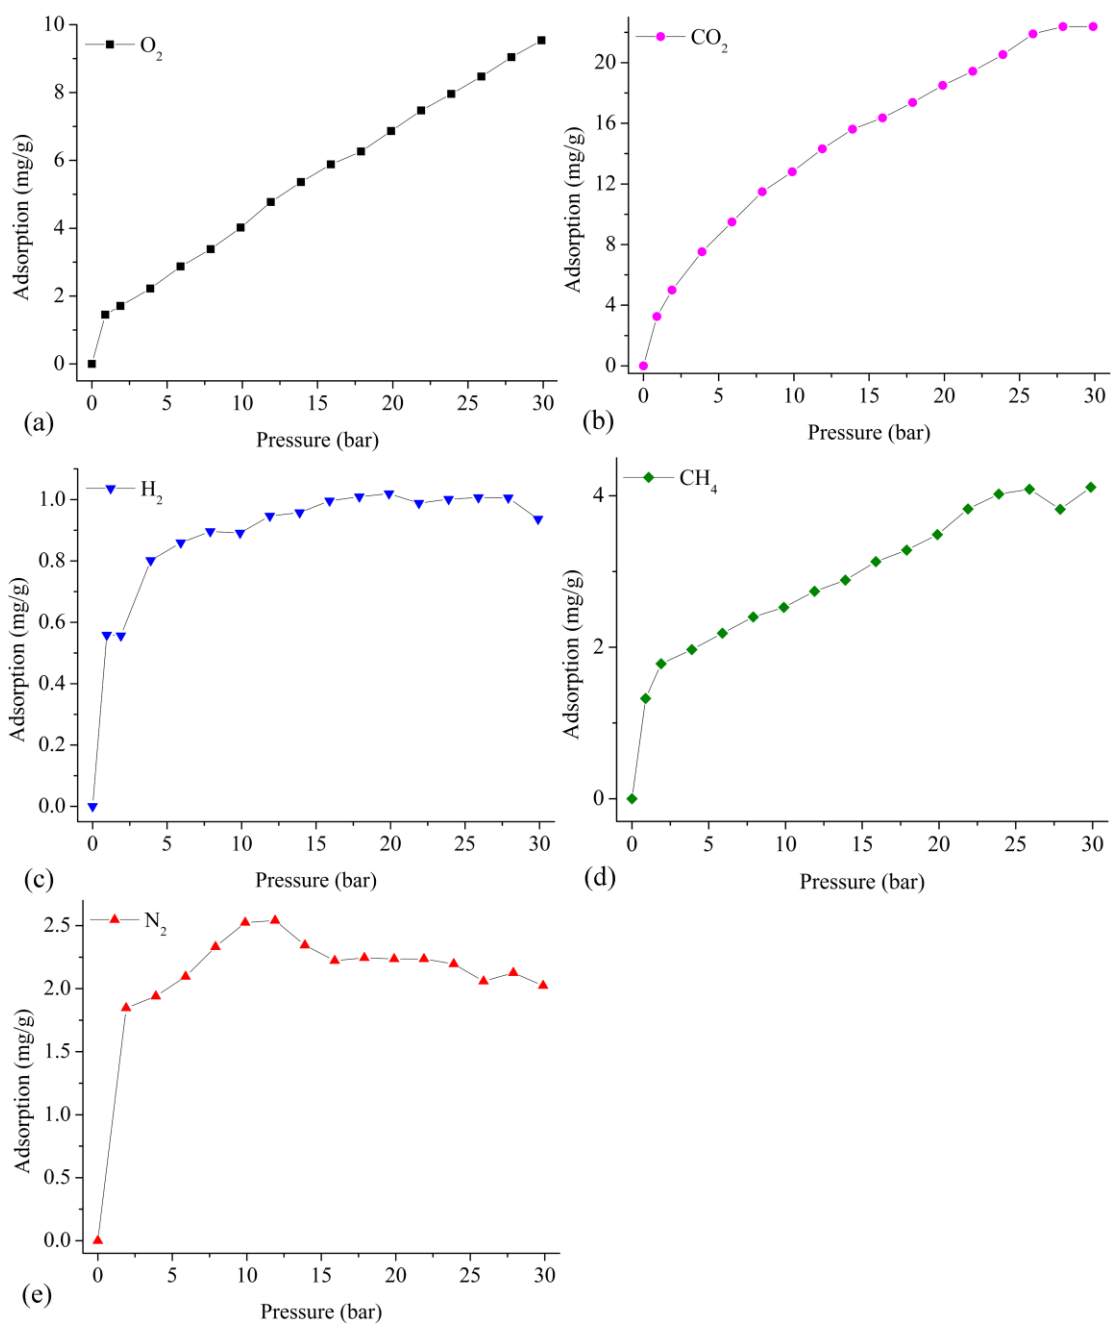 O₂
Adsorption (mg/g)
10
8
6
4
2
0
0 5 10 15 20 25 30
Pressure (bar)
(a)
CO₂
Adsorption (mg/g)
20
16
12
8
4
0
0 5 10 15 20 25 30
Pressure (bar)
(b)
H₂
Adsorption (mg/g)
1.0
0.8
0.6
0.4
0.2
0.0
0 5 10 15 20 25 30
Pressure (bar)
(c)
CH₄
Adsorption (mg/g)
4
2
0
0 5 10 15 20 25 30
Pressure (bar)
(d)
N₂
Adsorption (mg/g)
2.5
2.0
1.5
1.0
0.5
0.0
0 5 10 15 20 25 30
Pressure (bar)
(e)